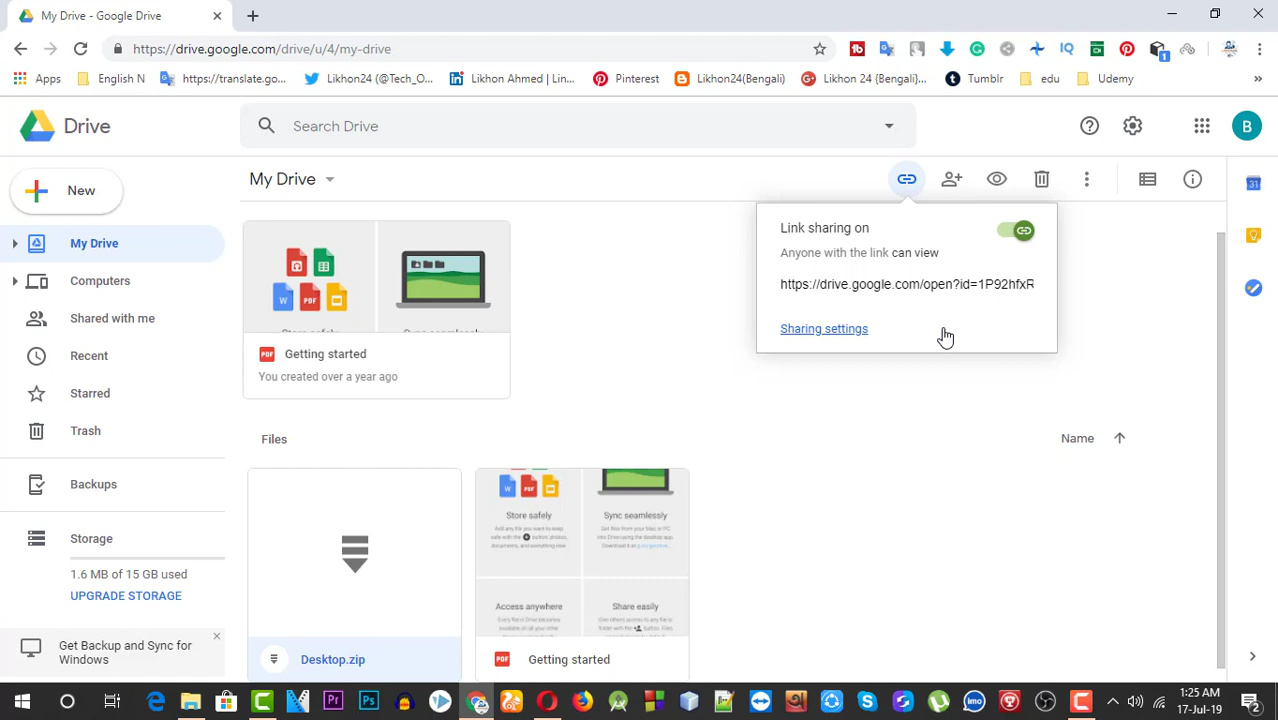 My Drive - Google Drive
https://drive.google.com/drive/u/4/my-drive
Apps
English N
https://translate.go...
Likhon24 (@Tech_O...
Likhon Ahmed | Lin...
Pinterest
Likhon24(Bengali)
Likhon 24 {Bengali}...
Tumblr
edu
Udemy
Drive
Search Drive
B
New
My Drive
My Drive
Computers
Shared with me
Recent
Starred
Trash
Backups
Storage
1.6 MB of 15 GB used
UPGRADE STORAGE
Get Backup and Sync for
Windows
Link sharing on
Anyone with the link can view
https://drive.google.com/open?id=1P92hfxR
Sharing settings
Getting started
You created over a year ago
Files
Name
Store safely
Sync seamlessly
Access anywhere
Share easily
Desktop.zip
Getting started
1:25 AM
17-Jul-19